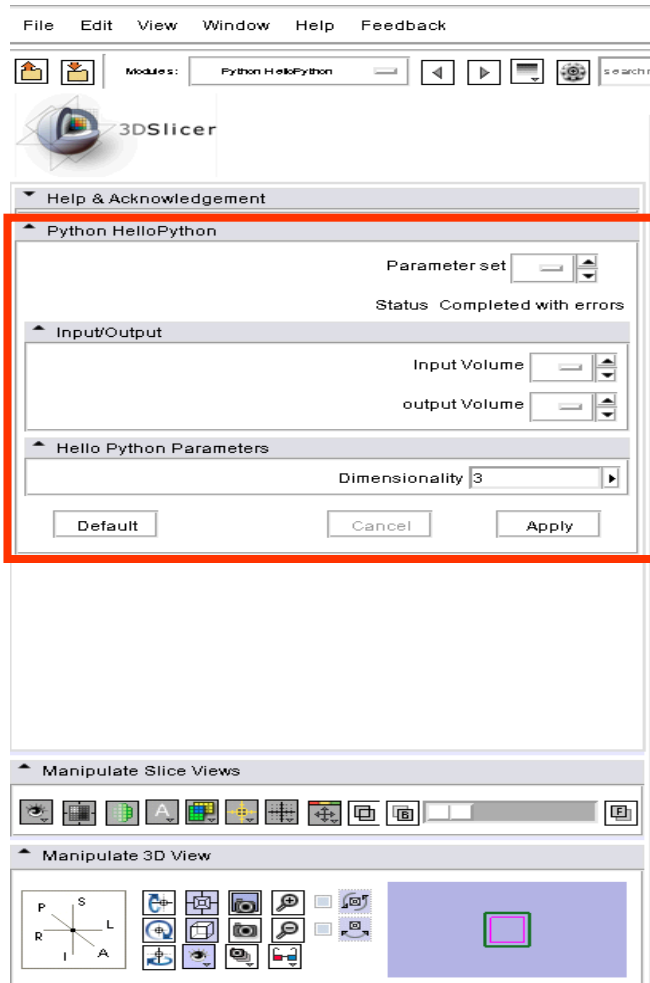 File Edit View Window Help Feedback
Modules: Python HelloPython
3DSlicer
Help & Acknowledgement
Python HelloPython
Parameter set
Status Completed with errors
Input/Output
Input Volume
output Volume
Hello Python Parameters
Dimensionality 3
Default Cancel Apply
Manipulate Slice Views
A B F
Manipulate 3D View
P S
R L
I A